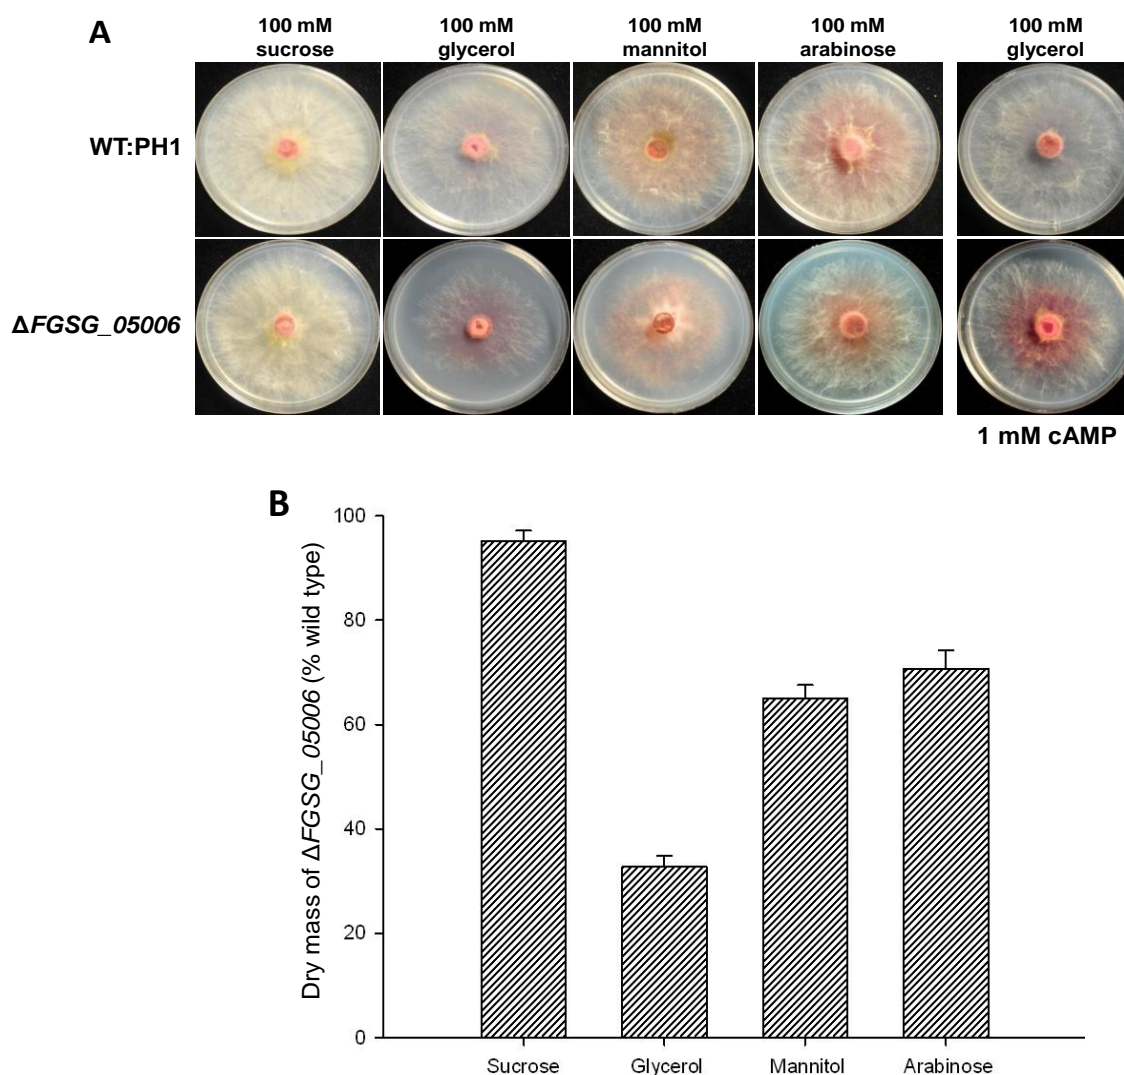 A
100 mM
sucrose
100 mM
glycerol
100 mM
mannitol
100 mM
arabinose
100 mM
glycerol
WT:PH1
ΔFGSG_05006
1 mM cAMP
B
Dry mass of ΔFGSG_05006 (% wild type)
100
80
60
40
20
0
Sucrose
Glycerol
Mannitol
Arabinose